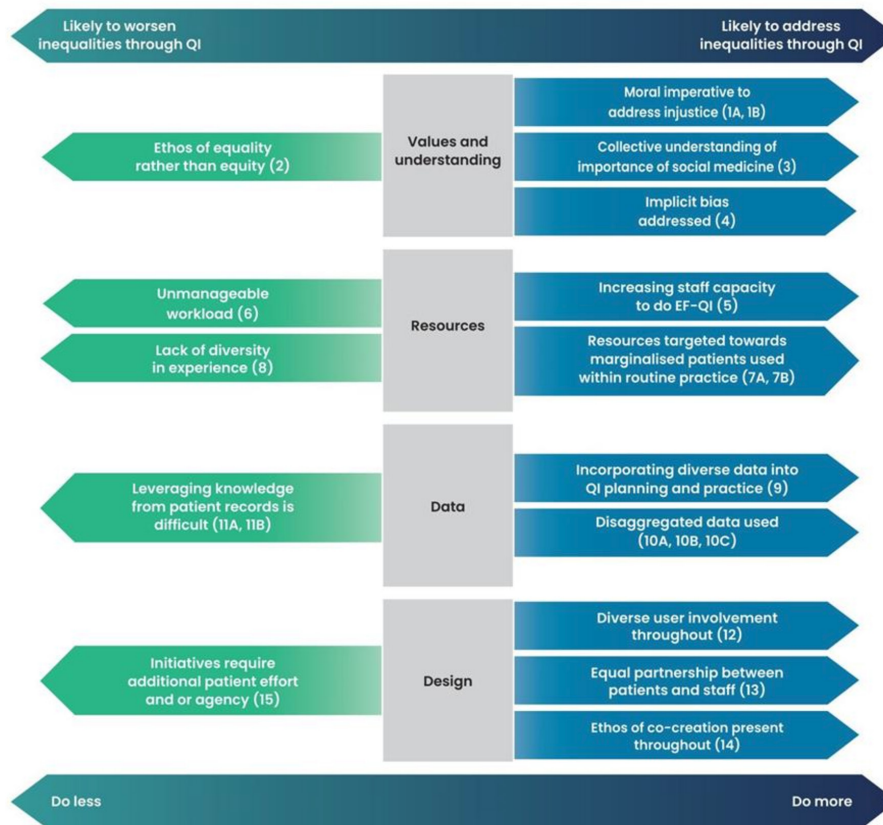 Likely to worsen
inequalities through QI
Likely to address
inequalities through QI
Values and
understanding
Ethos of equality
rather than equity (2)
Moral imperative to
address injustice (1A, 1B)
Collective understanding of
importance of social medicine (3)
Implicit bias
addressed (4)
Resources
Unmanageable
workload (6)
Lack of diversity
in experience (8)
Increasing staff capacity
to do EF-QI (5)
Resources targeted towards
marginalised patients used
within routine practice (7A, 7B)
Data
Leveraging knowledge
from patient records is
difficult (11A, 11B)
Incorporating diverse data into
QI planning and practice (9)
Disaggregated data used
(10A, 10B, 10C)
Design
Initiatives require
additional patient effort
and or agency (15)
Diverse user involvement
throughout (12)
Equal partnership between
patients and staff (13)
Ethos of co-creation present
throughout (14)
Do less
Do more